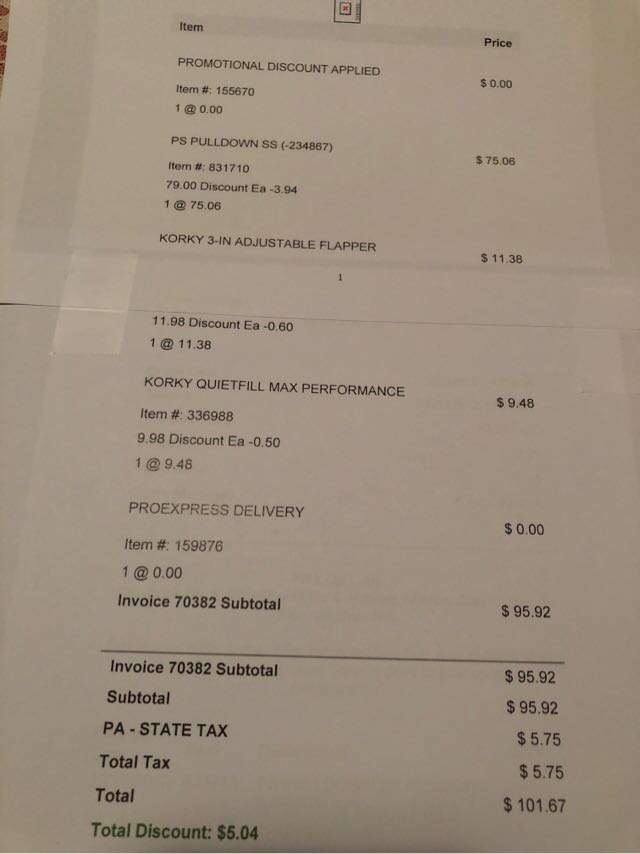 Item
Price
PROMOTIONAL DISCOUNT APPLIED
$ 0.00
Item #: 155670
1 @ 0.00
PS PULLDOWN SS (-234867)
$ 75.06
Item #: 831710
79.00 Discount Ea -3.94
1 @ 75.06
KORKY 3-IN ADJUSTABLE FLAPPER
$ 11.38
1
11.98 Discount Ea -0.60
1 @ 11.38
KORKY QUIETFILL MAX PERFORMANCE
$ 9.48
Item #: 336988
9.98 Discount Ea -0.50
1 @ 9.48
PROEXPRESS DELIVERY
$ 0.00
Item #: 159876
1 @ 0.00
Invoice 70382 Subtotal
$ 95.92
Invoice 70382 Subtotal
$ 95.92
Subtotal
$ 95.92
PA - STATE TAX
$ 5.75
Total Tax
$ 5.75
Total
$ 101.67
Total Discount: $5.04